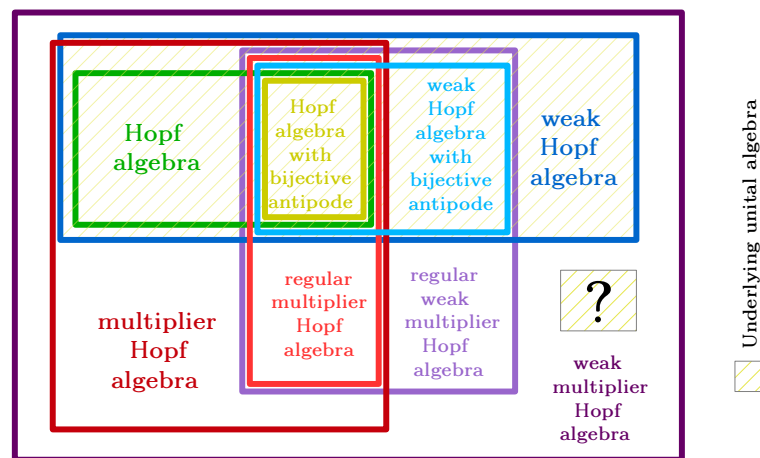 Hopf
algebra
Hopf
algebra
with
bijective
antipode
weak
Hopf
algebra
with
bijective
antipode
weak
Hopf
algebra
multiplier
Hopf
algebra
regular
multiplier
Hopf
algebra
regular
weak
multiplier
Hopf
algebra
?
weak
multiplier
Hopf
algebra
Underlying unital algebra